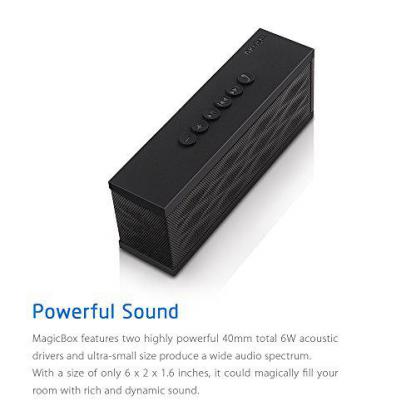 Powerful Sound
MagicBox features two highly powerful 40mm total 6W acoustic
drivers and ultra-small size produce a wide audio spectrum.
With a size of only 6 x 2 x 1.6 inches, it could magically fill your
room with rich and dynamic sound.